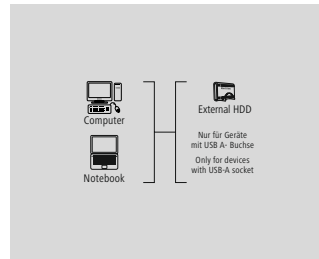 Computer
Notebook
External HDD
Nur für Geräte
mit USB A- Buchse
Only for devices
with USB-A socket